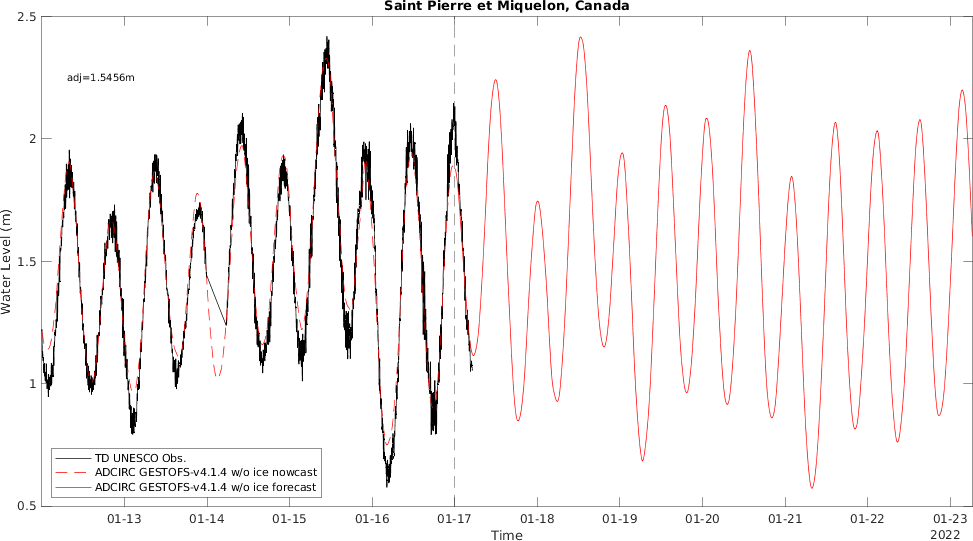 Saint Pierre et Miquelon, Canada
2.5
adj=1.5456m
2
1.5
Water Level (m)
1
TD UNESCO Obs.
ADCIRC GESTOFS-v4.1.4 w/o ice nowcast
ADCIRC GESTOFS-v4.1.4 w/o ice forecast
0.5
01-13 01-14 01-15 01-16 01-17 01-18 01-19 01-20 01-21 01-22 01-23
Time 2022